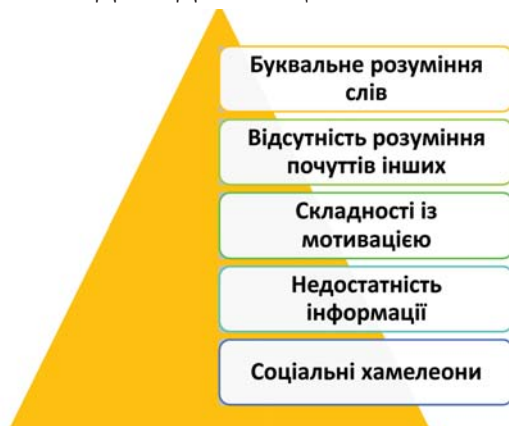 Буквальне розуміння
слів
Відсутність розуміння
почуттів інших
Складності із
мотивацією
Недостатність
інформації
Соціальні хамелеони